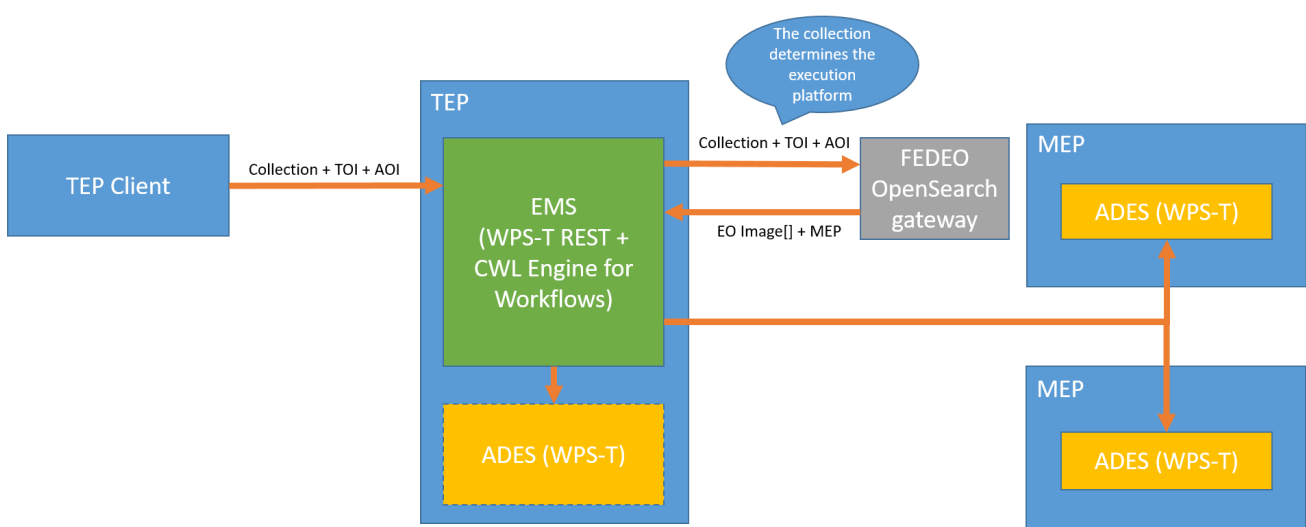 The collection
determines the
execution
platform
TEP
TEP Client
Collection + TOI + AOI
EMS
(WPS-T REST +
CWL Engine for
Workflows)
ADES (WPS-T)
Collection + TOI + AOI
EO Image[] + MEP
FEDEO
OpenSearch
gateway
MEP
ADES (WPS-T)
MEP
ADES (WPS-T)